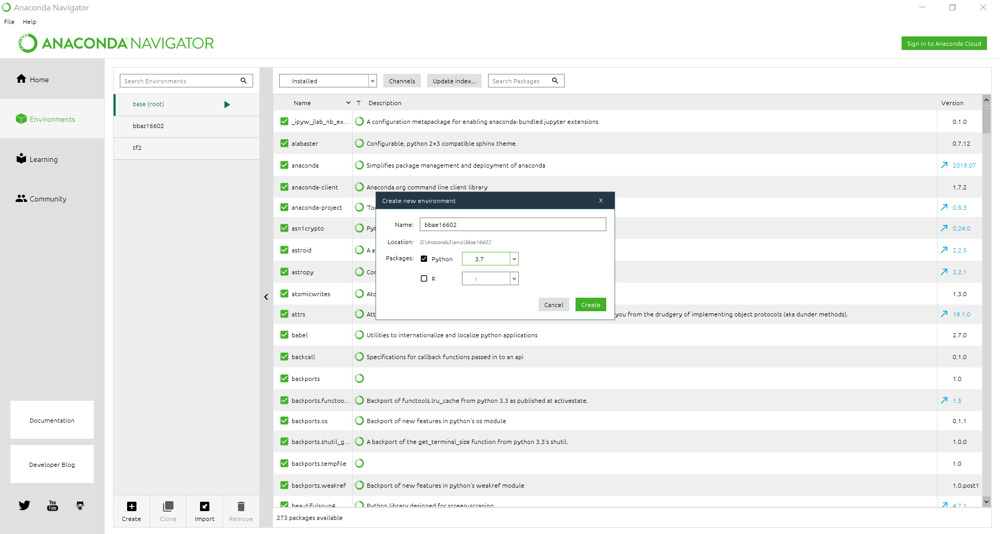 Anaconda Navigator
File Help
ANACONDA NAVIGATOR
Sign in to Anaconda Cloud
Home
Environments
Learning
Community
Documentation
Developer Blog
You Tube
Search Environments
base (root)
bbaz16602
tf2
Create Clone Import Remove
Installed Channels Update index... Search Packages
Name T Description Version
_ipyw_jlab_nb_ex... A configuration metapackage for enabling anaconda-bundled jupyter extensions 0.1.0
alabaster Configurable, python 2+3 compatible sphinx theme. 0.7.12
anaconda Simplifies package management and deployment of anaconda 2019.07
anaconda-client Anaconda.org command line client library 1.7.2
anaconda-project Too 0.8.3
asn1crypto Pyt 0.24.0
astroid A a 2.2.5
astropy Cor 3.2.1
atomicwrites Ato 1.3.0
attrs Att you from the drudgery of implementing object protocols (aka dunder methods). 19.1.0
babel Utilities to internationalize and localize python applications 2.7.0
backcall Specifications for callback functions passed in to an api 0.1.0
backports 1.0
backports.functoo... Backport of functools.lru_cache from python 3.3 as published at activestate. 1.5
backports.os Backport of new features in python's os module 0.1.1
backports.shutil_g... A backport of the get_terminal_size function from python 3.3's shutil. 1.0.0
backports.tempfile 1.0
backports.weakref Backport of new features in python's weakref module 1.0.post1
beautifulsoup4 Python library designed for screen-scraping 4.7.1
273 packages available
Create new environment X
Name: bbae16602
Location: D:\Anaconda3\envs\bbae16602
Packages: Python 3.7
R r
Cancel Create